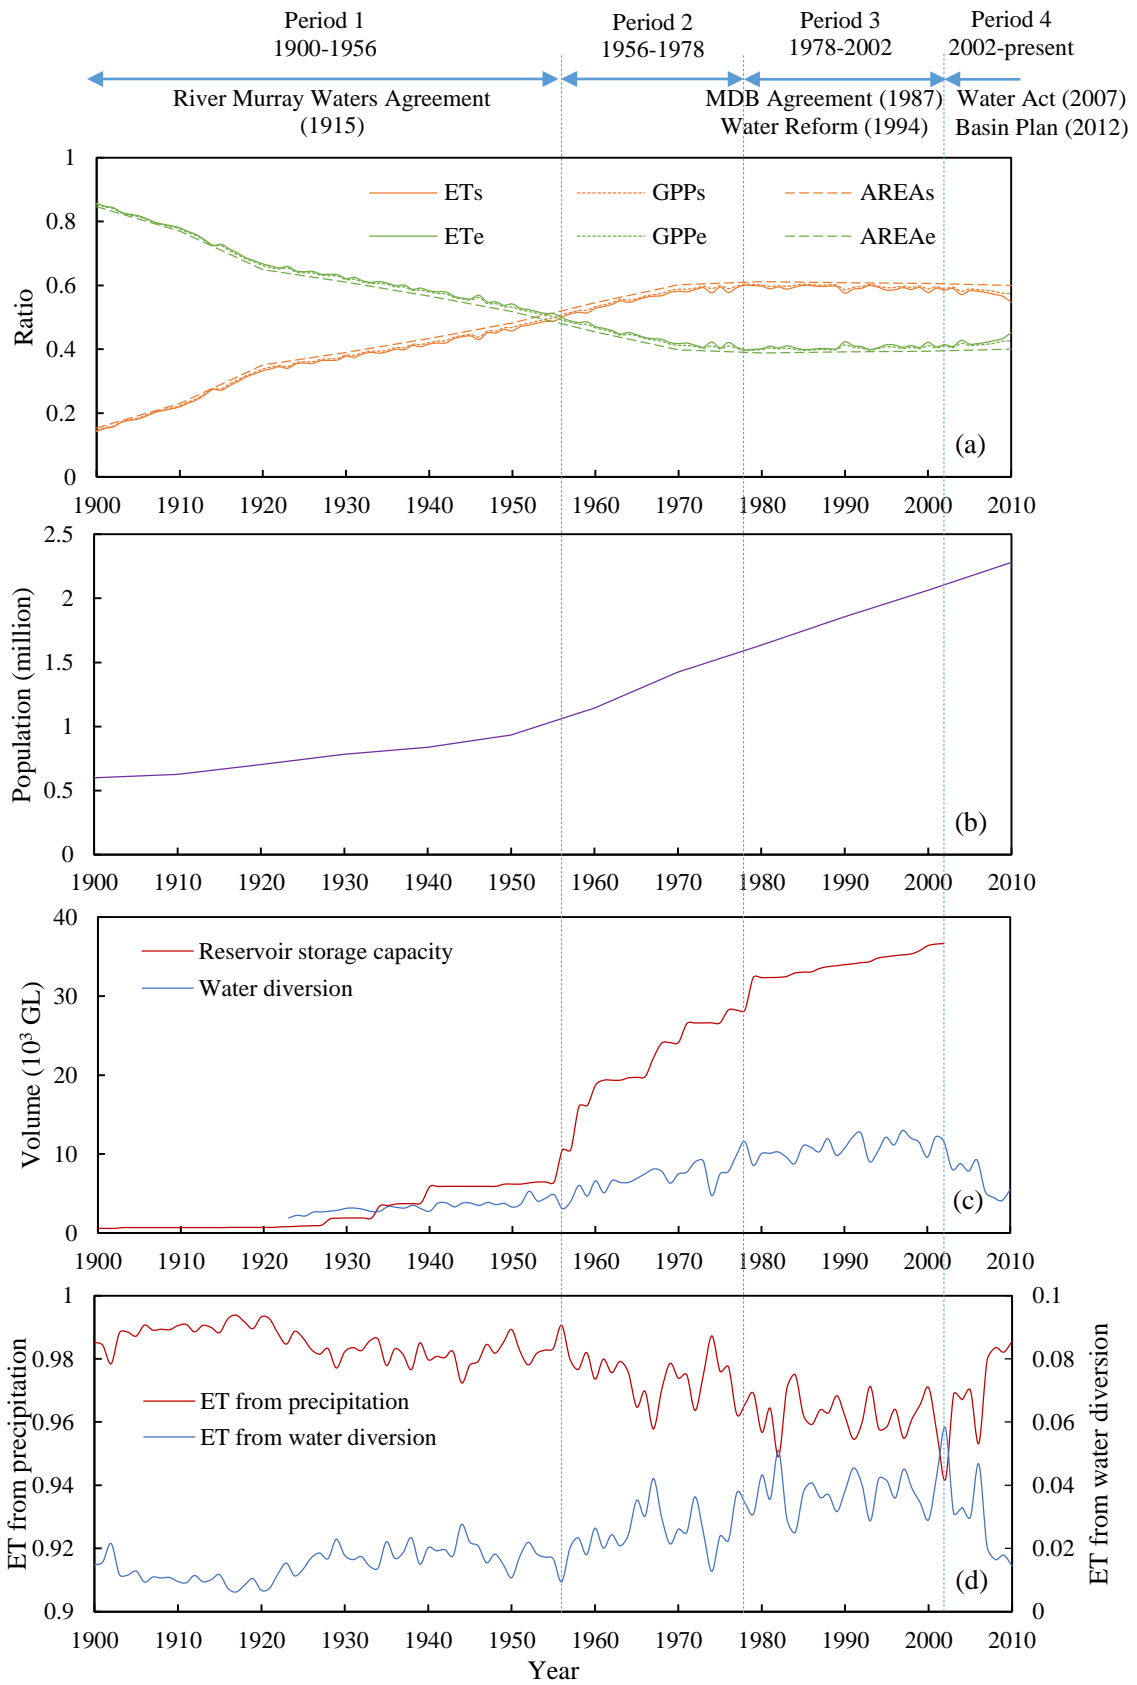 Period 1
1900-1956
Period 2
1956-1978
Period 3
1978-2002
Period 4
2002-present
River Murray Waters Agreement
(1915)
MDB Agreement (1987)
Water Reform (1994)
Water Act (2007)
Basin Plan (2012)
1
0.8
0.6
0.4
0.2
0
Ratio
ETs
GPPs
AREAs
ETe
GPPe
AREAe
(a)
1900 1910 1920 1930 1940 1950 1960 1970 1980 1990 2000 2010
2.5
2
1.5
1
0.5
0
Population (million)
(b)
1900 1910 1920 1930 1940 1950 1960 1970 1980 1990 2000 2010
40
30
20
10
0
Volume (10³ GL)
Reservoir storage capacity
Water diversion
(c)
1900 1910 1920 1930 1940 1950 1960 1970 1980 1990 2000 2010
1
0.98
0.96
0.94
0.92
0.9
ET from precipitation
ET from precipitation
ET from water diversion
(d)
0.1
0.08
0.06
0.04
0.02
0
ET from water diversion
1900 1910 1920 1930 1940 1950 1960 1970 1980 1990 2000 2010
Year